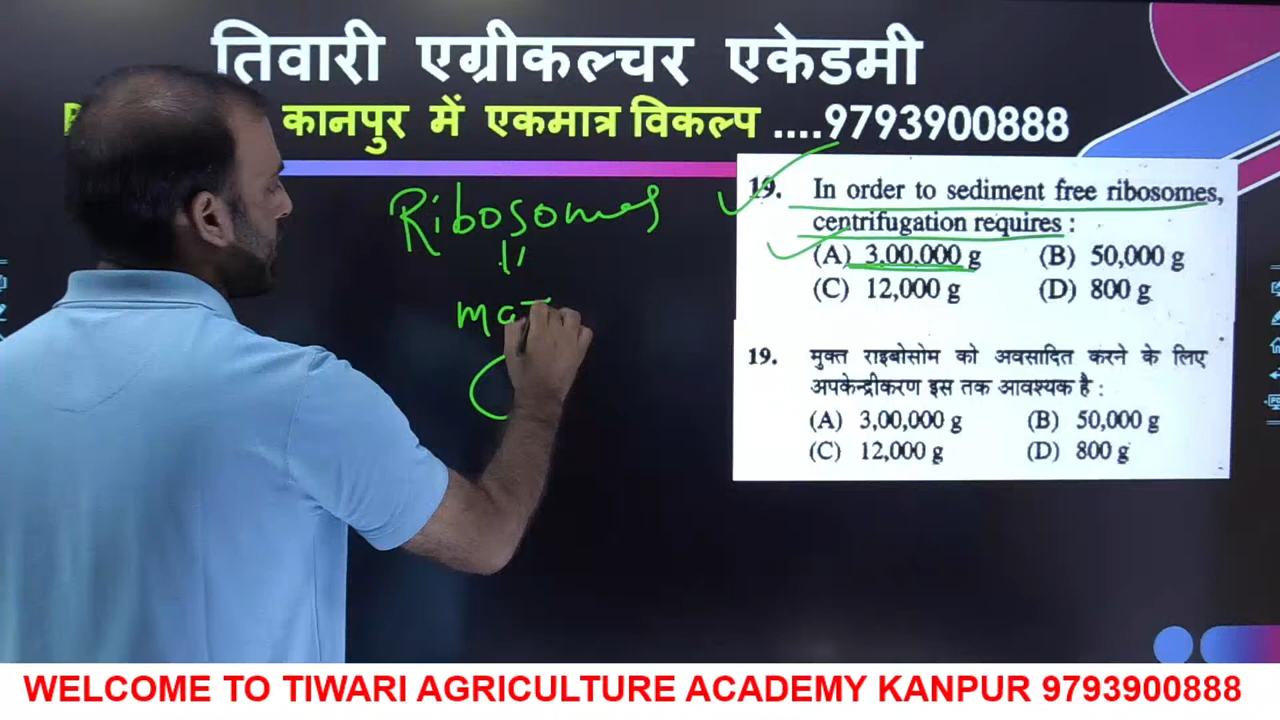 तिवारी एग्रीकल्चर एकेडमी
कानपुर में एकमात्र विकल्प ....9793900888
Ribosomes
19. In order to sediment free ribosomes,
centrifugation requires :
(A) 3,00,000 g (B) 50,000 g
(C) 12,000 g (D) 800 g
19. मुक्त राइबोसोम को अवसादित करने के लिए
अपकेन्द्रीकरण इस तक आवश्यक है :
(A) 3,00,000 g (B) 50,000 g
(C) 12,000 g (D) 800 g
WELCOME TO TIWARI AGRICULTURE ACADEMY KANPUR 9793900888